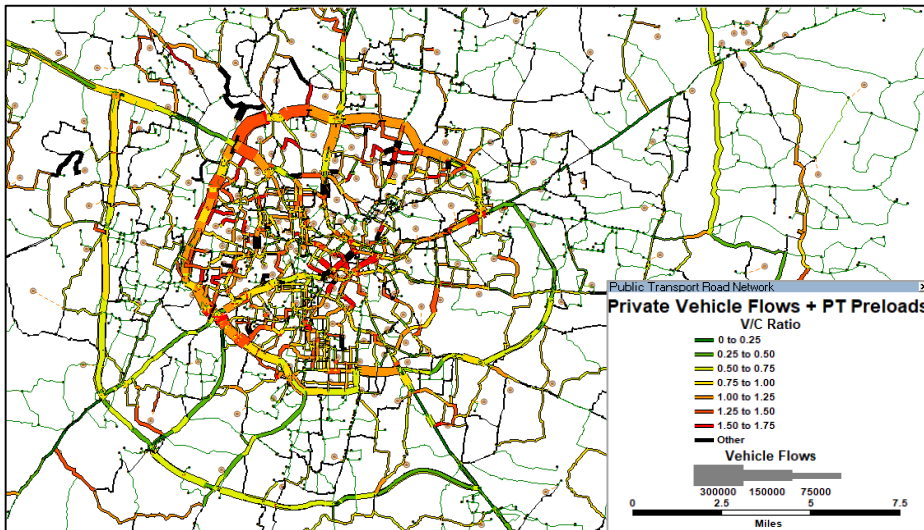 Public Transport Road Network
Private Vehicle Flows + PT Preloads
V/C Ratio
0 to 0.25
0.25 to 0.50
0.50 to 0.75
0.75 to 1.00
1.00 to 1.25
1.25 to 1.50
1.50 to 1.75
Other
Vehicle Flows
300000 150000 75000
0 2.5 5 7.5
Miles